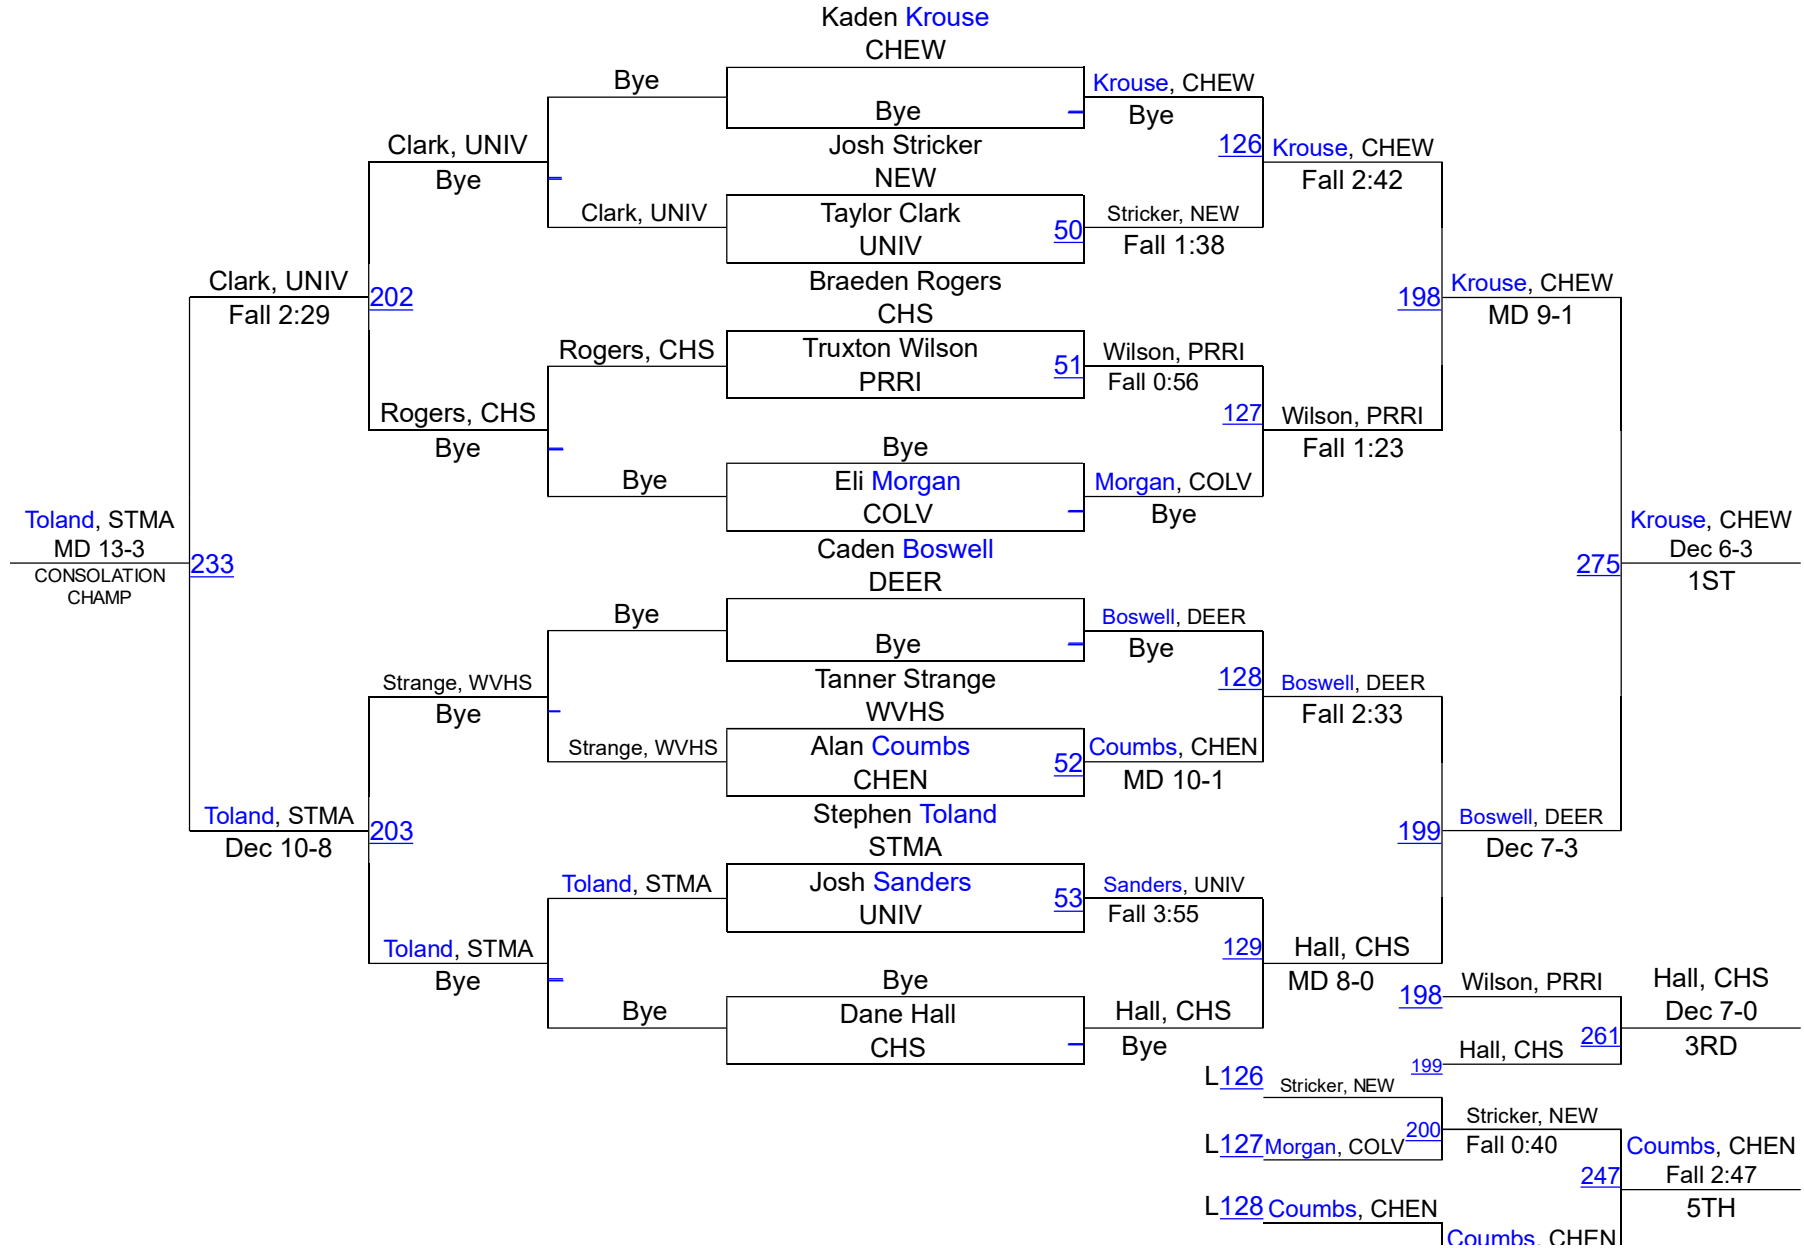 Kaden Krouse
CHEW
Bye
Krouse, CHEW
Bye
Bye
Josh Stricker
NEW
Clark, UNIV
Bye
126
Krouse, CHEW
Fall 2:42
Clark, UNIV
Taylor Clark
UNIV
50
Stricker, NEW
Fall 1:38
Clark, UNIV
Fall 2:29
202
Braeden Rogers
CHS
198
Krouse, CHEW
MD 9-1
Rogers, CHS
Truxton Wilson
PRRI
51
Wilson, PRRI
Fall 0:56
Rogers, CHS
Bye
127
Wilson, PRRI
Fall 1:23
Bye
Bye
Eli Morgan
COLV
Morgan, COLV
Bye
Toland, STMA
MD 13-3
CONSOLATION
CHAMP
233
Caden Boswell
DEER
275
Krouse, CHEW
Dec 6-3
1ST
Bye
Bye
Boswell, DEER
Bye
Strange, WVHS
Bye
Tanner Strange
WVHS
128
Boswell, DEER
Fall 2:33
Strange, WVHS
Alan Coumbs
CHEN
52
Coumbs, CHEN
MD 10-1
Toland, STMA
Dec 10-8
203
Stephen Toland
STMA
199
Boswell, DEER
Dec 7-3
Toland, STMA
Josh Sanders
UNIV
53
Sanders, UNIV
Fall 3:55
Toland, STMA
Bye
129
Hall, CHS
MD 8-0
Bye
Bye
Dane Hall
CHS
Hall, CHS
Bye
198
Wilson, PRRI
Hall, CHS
Dec 7-0
3RD
261
199
Hall, CHS
L126
Stricker, NEW
L127
Morgan, COLV
200
Stricker, NEW
Fall 0:40
Coumbs, CHEN
Fall 2:47
5TH
247
L128
Coumbs, CHEN
Coumbs, CHEN